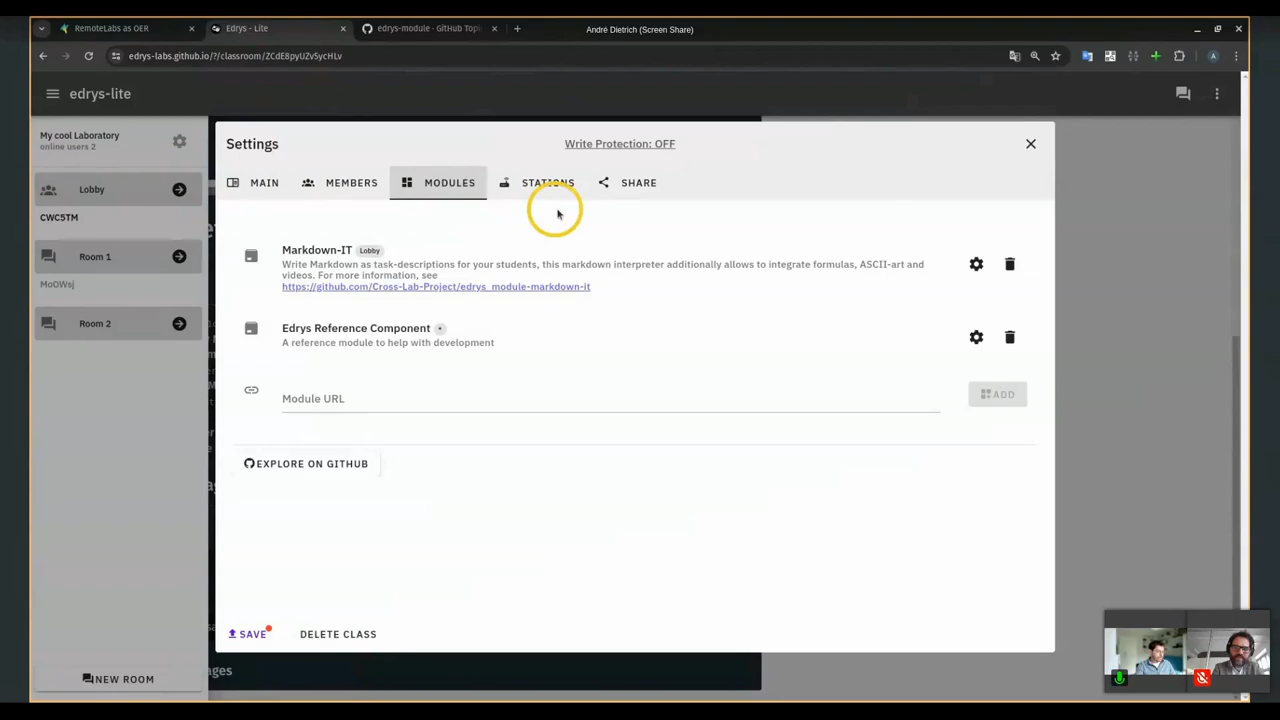 RemoteLabs as OER
Edrys - Lite
edrys-module · GitHub Topi
André Dietrich (Screen Share)
edrys-labs.github.io/?/classroom/ZCdE8pyUZv5ycHLv
A
edrys-lite
My cool Laboratory
online users 2
Lobby
CWC5TM
Room 1
MoOWsj
Room 2
NEW ROOM
Settings
Write Protection: OFF
MAIN
MEMBERS
MODULES
STATIONS
SHARE
Markdown-IT Lobby
Write Markdown as task-descriptions for your students, this markdown interpreter additionally allows to integrate formulas, ASCII-art and
videos. For more information, see
https://github.com/Cross-Lab-Project/edrys_module-markdown-it
Edrys Reference Component *
A reference module to help with development
Module URL
ADD
EXPLORE ON GITHUB
SAVE
DELETE CLASS
ages